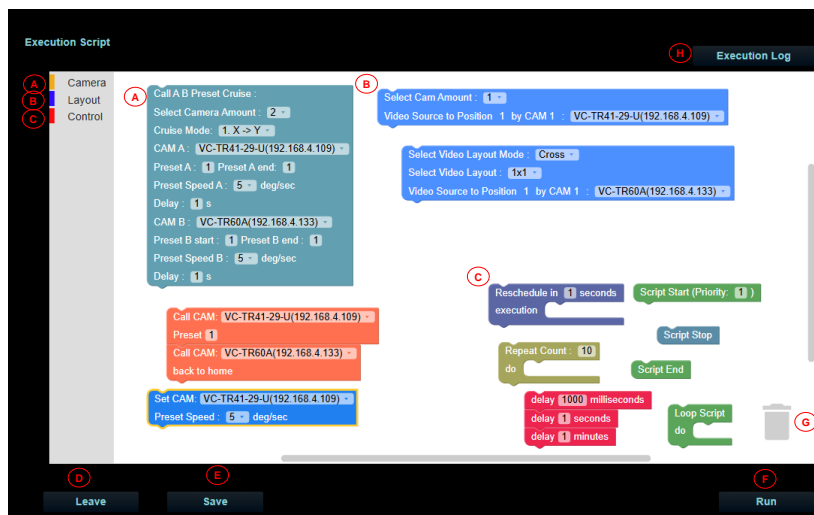 Execution Script
H
Execution Log
A Camera
B Layout
C Control
A
Call A B Preset Cruise :
Select Camera Amount : 2
Cruise Mode: 1. X -> Y
CAM A : VC-TR41-29-U(192.168.4.109)
Preset A : 1 Preset A end: 1
Preset Speed A : 5 deg/sec
Delay : 1 s
CAM B : VC-TR60A(192.168.4.133)
Preset B start : 1 Preset B end : 1
Preset Speed B : 5 deg/sec
Delay : 1 s
Call CAM: VC-TR41-29-U(192.168.4.109)
Preset 1
Call CAM: VC-TR60A(192.168.4.133)
back to home
Set CAM: VC-TR41-29-U(192.168.4.109)
Preset Speed : 5 deg/sec
B
Select Cam Amount : 1
Video Source to Position 1 by CAM 1 : VC-TR41-29-U(192.168.4.109)
Select Video Layout Mode : Cross
Select Video Layout : 1x1
Video Source to Position 1 by CAM 1 : VC-TR60A(192.168.4.133)
C
Reschedule in 1 seconds
execution
Script Start (Priority: 1 )
Script Stop
Repeat Count : 10
do
Script End
delay 1000 milliseconds
delay 1 seconds
delay 1 minutes
Loop Script
do
G
D
E
F
Leave
Save
Run